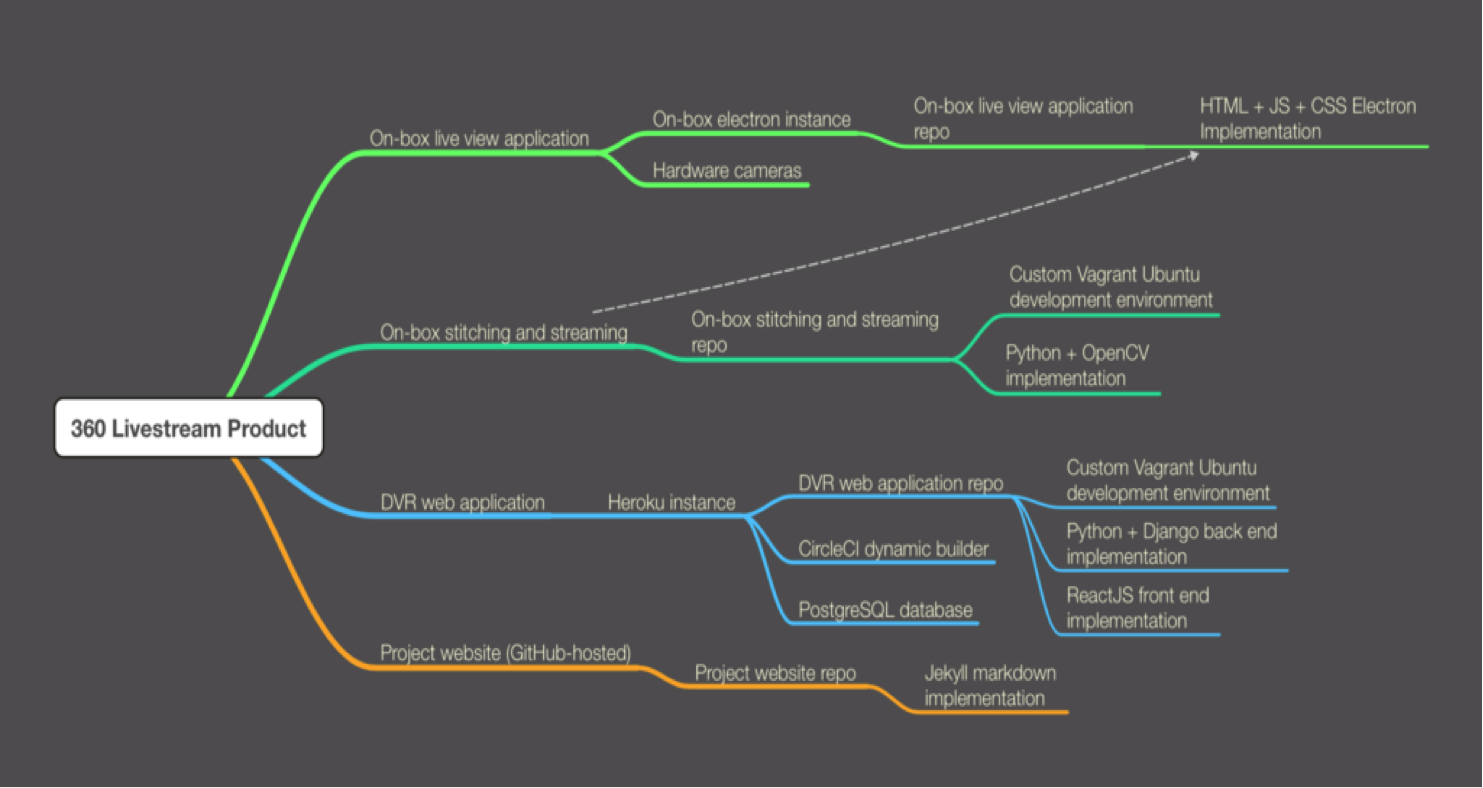 On-box live view application
On-box electron instance
On-box live view application
repo
HTML + JS + CSS Electron
Implementation
Hardware cameras
On-box stitching and streaming
On-box stitching and streaming
repo
Custom Vagrant Ubuntu
development environment
Python + OpenCV
implementation
360 Livestream Product
DVR web application
Heroku instance
DVR web application repo
Custom Vagrant Ubuntu
development environment
Python + Django back end
implementation
ReactJS front end
implementation
CircleCI dynamic builder
PostgreSQL database
Project website (GitHub-hosted)
Project website repo
Jekyll markdown
implementation